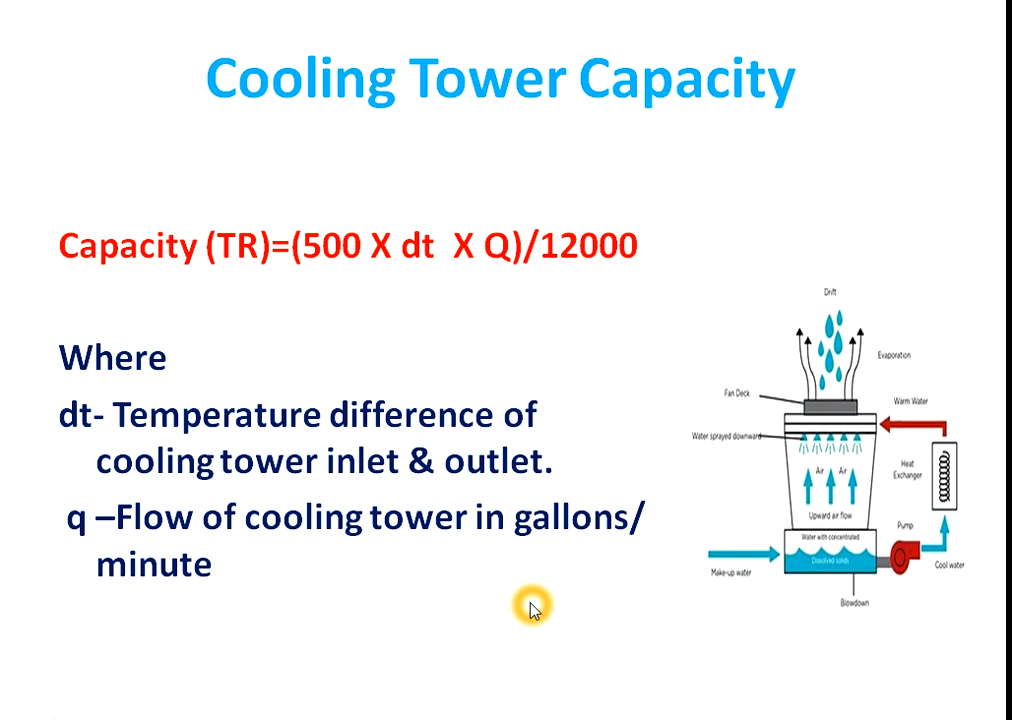 Cooling Tower Capacity
Capacity (TR)=(500 X dt X Q)/12000
Where
dt- Temperature difference of
cooling tower inlet & outlet.
q –Flow of cooling tower in gallons/
minute
Drift
Evaporation
Fan Deck
Warm Water
Water sprayed downward
Air Air
Heat
Exchanger
Upward air flow
Pump
Water with concentrated
Dissolved solids
Cool water
Make-up water
Blowdown